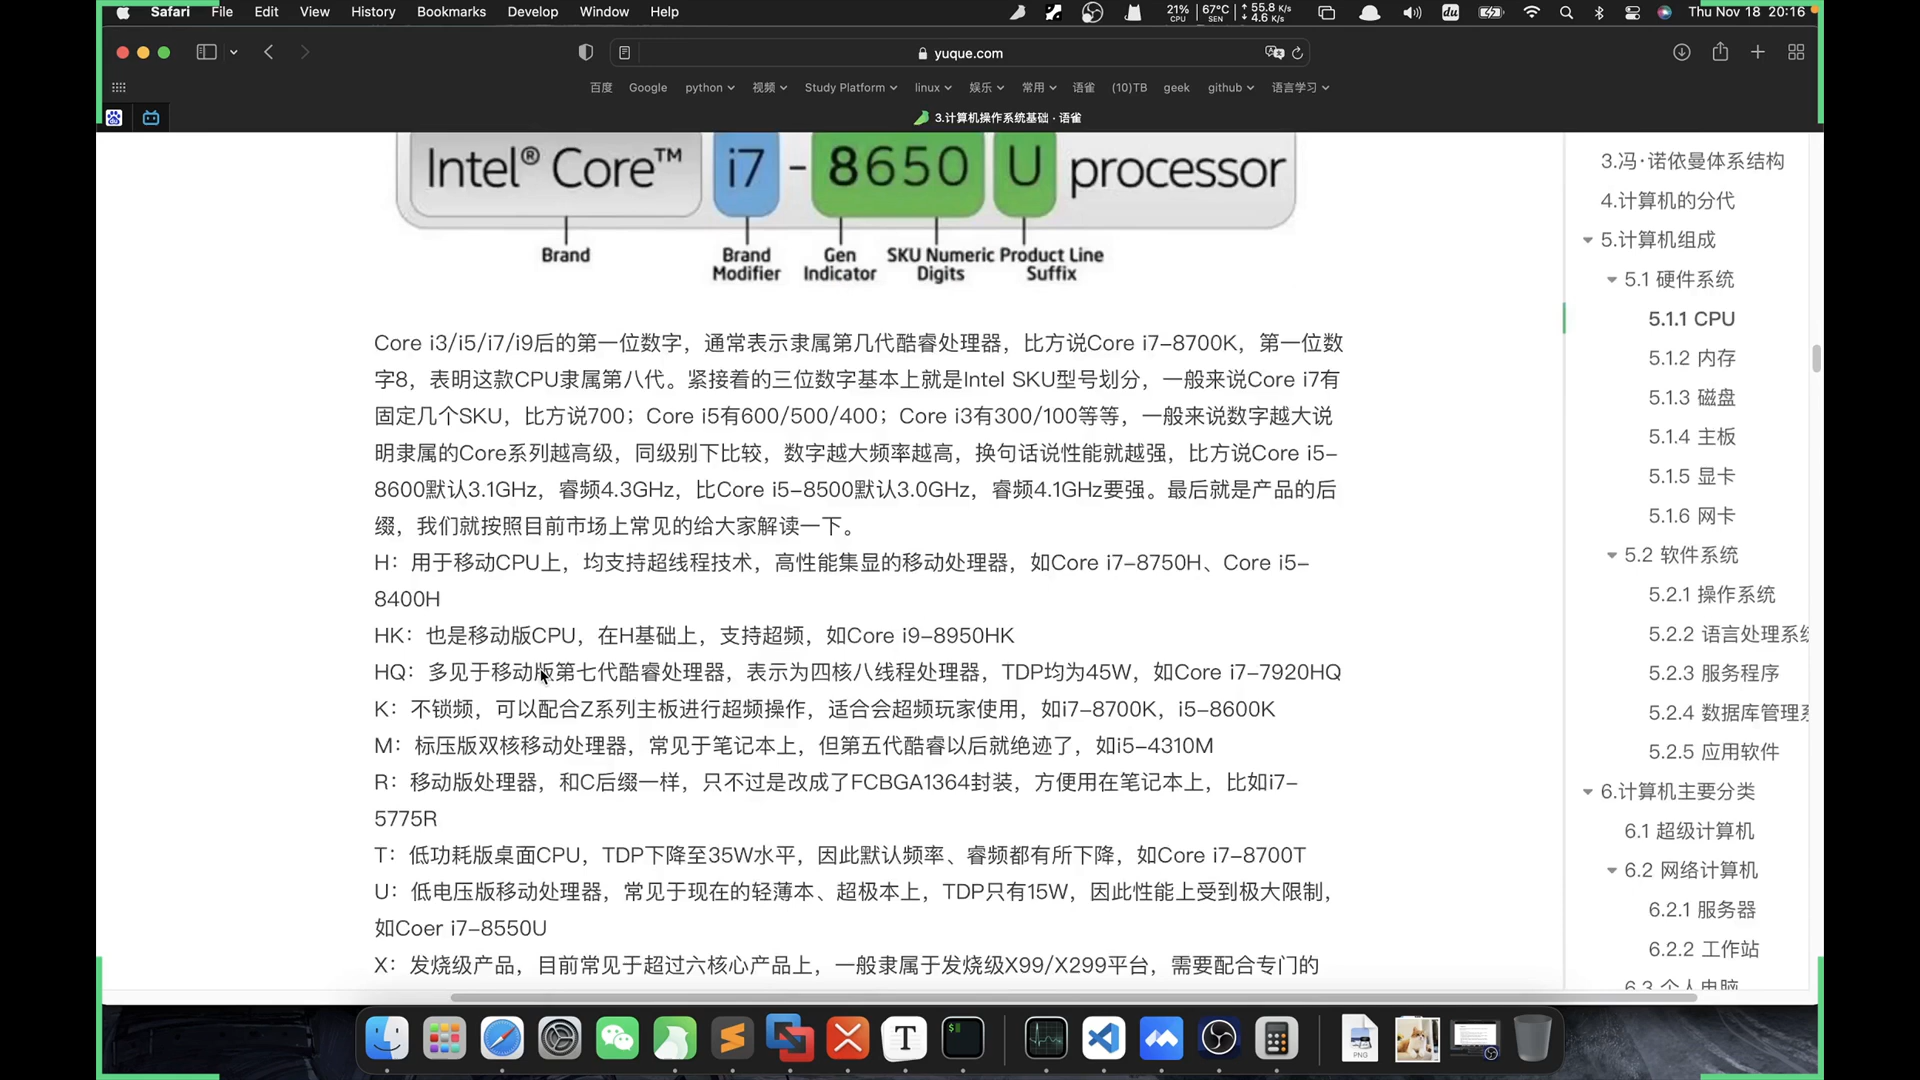 Safari File Edit View History Bookmarks Develop Window Help
21% CPU 67°C SEN 55.8 K/s 4.6 K/s du Thu Nov 18 20:16
yuque.com
百度 Google python 视频 Study Platform linux 娱乐 常用 语雀 (10)TB geek github 语言学习
3.计算机操作系统基础 · 语雀
Intel® Core™ i7 - 8650 U processor
Brand
Brand Modifier
Gen Indicator
SKU Numeric Digits
Product Line Suffix
Core i3/i5/i7/i9后的第一位数字，通常表示隶属第几代酷睿处理器，比方说Core i7-8700K，第一位数
字8，表明这款CPU隶属第八代。紧接着的三位数字基本上就是Intel SKU型号划分，一般来说Core i7有
固定几个SKU，比方说700；Core i5有600/500/400；Core i3有300/100等等，一般来说数字越大说
明隶属的Core系列越高级，同级别下比较，数字越大频率越高，换句话说性能就越强，比方说Core i5-
8600默认3.1GHz，睿频4.3GHz，比Core i5-8500默认3.0GHz，睿频4.1GHz要强。最后就是产品的后
缀，我们就按照目前市场上常见的给大家解读一下。
H：用于移动CPU上，均支持超线程技术，高性能集显的移动处理器，如Core i7-8750H、Core i5-
8400H
HK：也是移动版CPU，在H基础上，支持超频，如Core i9-8950HK
HQ：多见于移动版第七代酷睿处理器，表示为四核八线程处理器，TDP均为45W，如Core i7-7920HQ
K：不锁频，可以配合Z系列主板进行超频操作，适合会超频玩家使用，如i7-8700K，i5-8600K
M：标压版双核移动处理器，常见于笔记本上，但第五代酷睿以后就绝迹了，如i5-4310M
R：移动版处理器，和C后缀一样，只不过是改成了FCBGA1364封装，方便用在笔记本上，比如i7-
5775R
T：低功耗版桌面CPU，TDP下降至35W水平，因此默认频率、睿频都有所下降，如Core i7-8700T
U：低电压版移动处理器，常见于现在的轻薄本、超极本上，TDP只有15W，因此性能上受到极大限制，
如Coer i7-8550U
X：发烧级产品，目前常见于超过六核心产品上，一般隶属于发烧级X99/X299平台，需要配合专门的
3.冯·诺依曼体系结构
4.计算机的分代
5.计算机组成
5.1 硬件系统
5.1.1 CPU
5.1.2 内存
5.1.3 磁盘
5.1.4 主板
5.1.5 显卡
5.1.6 网卡
5.2 软件系统
5.2.1 操作系统
5.2.2 语言处理系统
5.2.3 服务程序
5.2.4 数据库管理系
5.2.5 应用软件
6.计算机主要分类
6.1 超级计算机
6.2 网络计算机
6.2.1 服务器
6.2.2 工作站
6.3 个人电脑
T
PNG